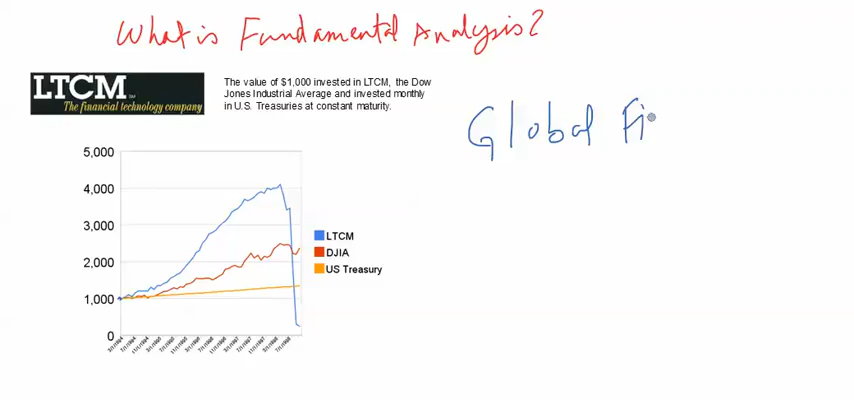 What is Fundamental Analysis?
LTCM
The financial technology company
The value of $1,000 invested in LTCM, the Dow
Jones Industrial Average and invested monthly
in U.S. Treasuries at constant maturity.
Global Fi
5,000
4,000
3,000
2,000
1,000
0
LTCM
DJIA
US Treasury